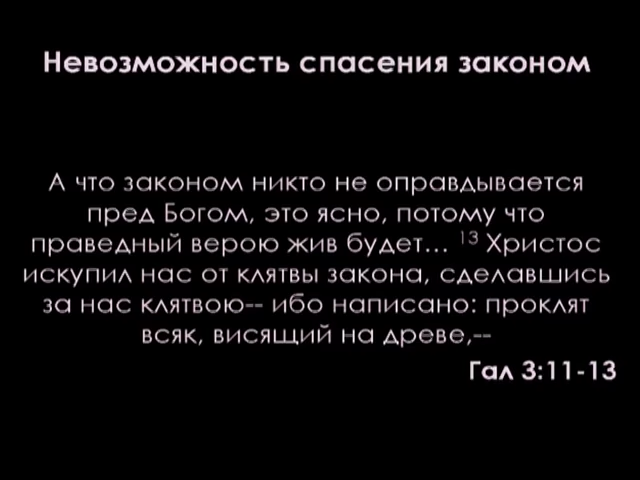 Невозможность спасения законом
А что законом никто не оправдывается
пред Богом, это ясно, потому что
праведный верою жив будет... 13 Христос
искупил нас от клятвы закона, сделавшись
за нас клятвою-- ибо написано: проклят
всяк, висящий на древе,--
Гал 3:11-13